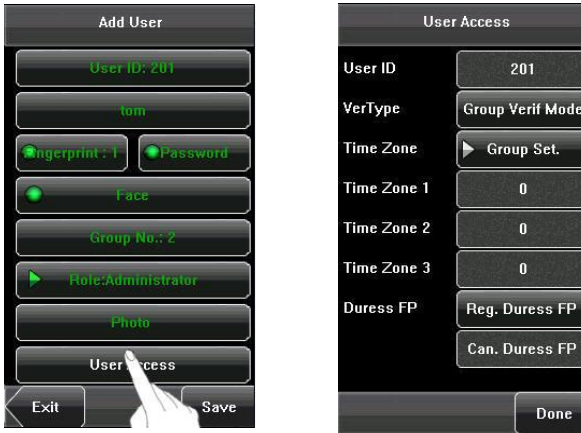 Add User
User ID: 201
tom
ngerprint : 1
Password
Face
Group No.: 2
Role:Administrator
Photo
User Access
Exit
Save
User Access
User ID 201
VerType Group Verif Mode
Time Zone Group Set.
Time Zone 1 0
Time Zone 2 0
Time Zone 3 0
Duress FP Reg. Duress FP
Can. Duress FP
Done